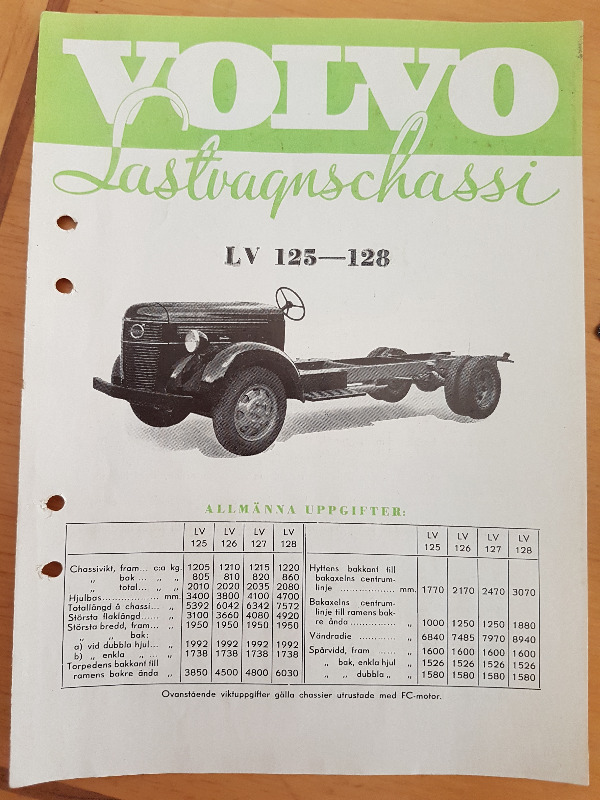 VOLVO
Lastvagnschassi
LV 125—128
ALLMÄNNA UPPGIFTER:
LV LV LV LV
125 126 127 128
Chassivikt, fram... c:a kg. 1205 1210 1215 1220
„ bak ... „ „ 805 810 820 860
„ total... „ „ 2010 2020 2035 2080
Hjulbas .................. mm. 3400 3800 4100 4700
Totallängd å chassi... „ 5392 6042 6342 7572
Största flaklängd...... „ 3100 3660 4080 4920
Största bredd, fram... „ 1950 1950 1950 1950
„ „ bak:
a) vid dubbla hjul ... „ 1992 1992 1992 1992
b) „ enkla „ ... „ 1738 1738 1738 1738
Torpedens bakkant till
ramens bakre ända „ 3850 4500 4800 6030
LV LV LV LV
125 126 127 128
Hyttens bakkant till
bakaxelns centrum-
linje .................. mm. 1770 2170 2470 3070
Bakaxelns centrum-
linje till ramens bak-
re ända ............ „ 1000 1250 1250 1880
Vändradie ............ „ 6840 7485 7970 8940
Spårvidd, fram ...... „ 1600 1600 1600 1600
„ bak, enkla hjul „ 1526 1526 1526 1526
„ „ dubbla „ „ 1580 1580 1580 1580
Ovanstående viktuppgifter gälla chassier utrustade med FC-motor.